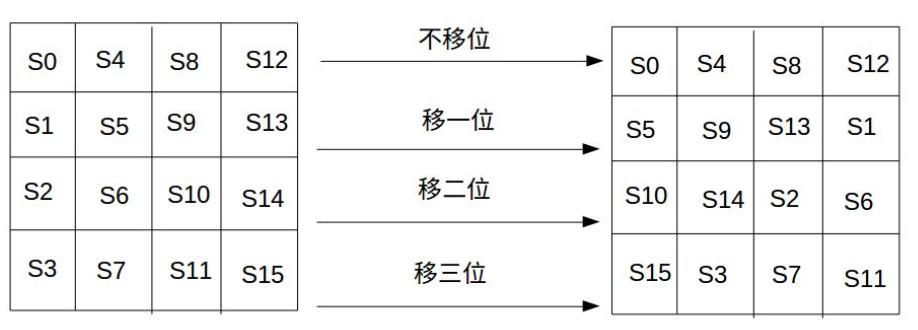 S0 S4 S8 S12 不移位 S0 S4 S8 S12
S1 S5 S9 S13 移一位 S5 S9 S13 S1
S2 S6 S10 S14 移二位 S10 S14 S2 S6
S3 S7 S11 S15 移三位 S15 S3 S7 S11